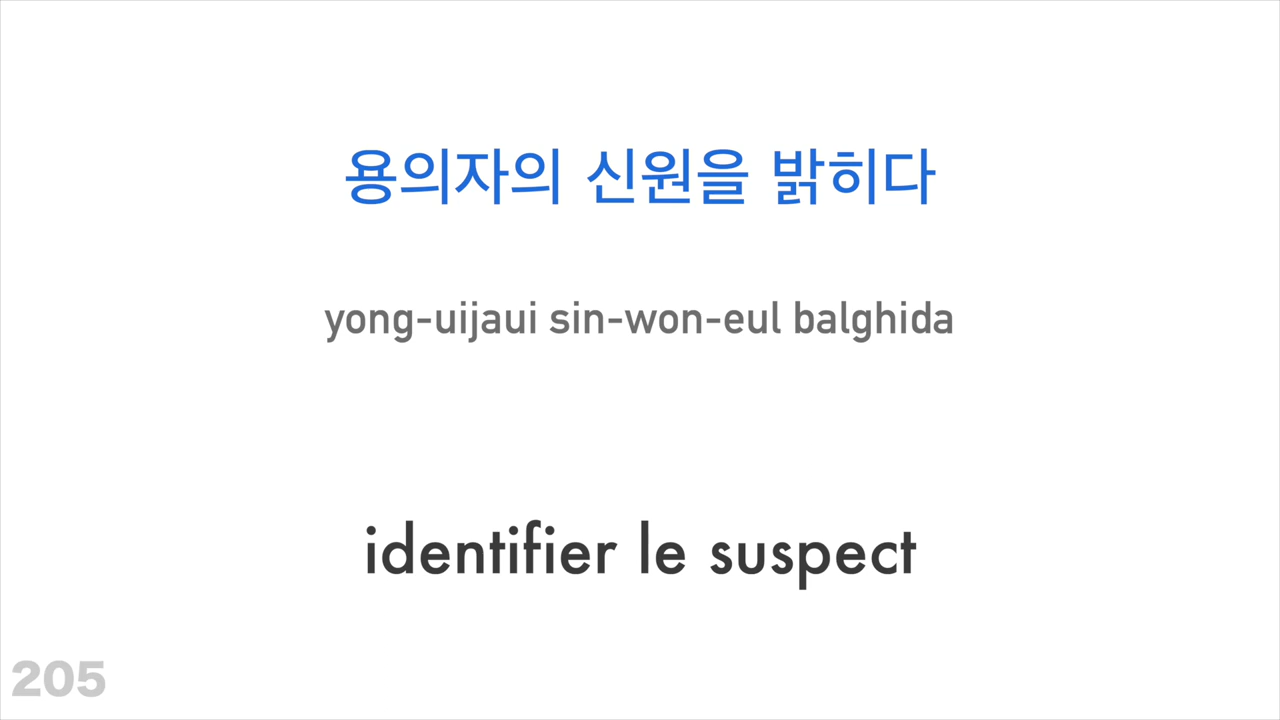 용의자의 신원을 밝히다
yong-uijaui sin-won-eul balghida
identifier le suspect
205